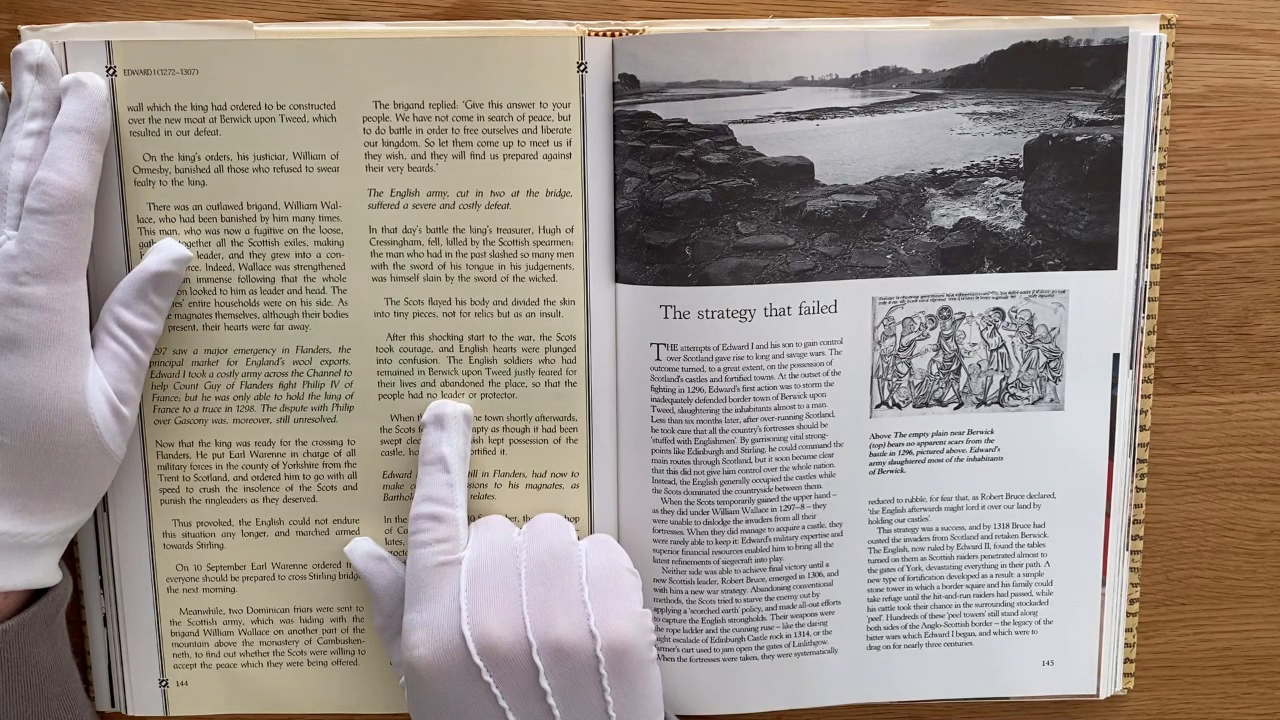 EDWARD I (1272–1307)
wall which the king had ordered to be constructed
over the new moat at Berwick upon Tweed, which
resulted in our defeat.
On the king's orders, his justiciar, William of
Ormesby, banished all those who refused to swear
fealty to the king.
There was an outlawed brigand, William Wal-
lace, who had been banished by him many times.
This man, who was now a fugitive on the loose,
together all the Scottish exiles, making
leader, and they grew into a con-
Indeed, Wallace was strengthened
immense following that the whole
looked to him as leader and head. The
entire households were on his side. As
magnates themselves, although their bodies
present, their hearts were far away.
saw a major emergency in Flanders, the
principal market for England's wool exports.
Edward I took a costly army across the Channel to
help Count Guy of Flanders fight Philip IV of
France; but he was only able to hold the king of
France to a truce in 1298. The dispute with Philip
over Gascony was, moreover, still unresolved.
Now that the king was ready for the crossing to
Flanders. He put Earl Warenne in charge of all
military forces in the county of Yorkshire from the
Trent to Scotland, and ordered him to go with all
speed to crush the insolence of the Scots and
punish the ringleaders as they deserved.
Thus provoked, the English could not endure
this situation any longer, and marched armed
towards Stirling.
On 10 September Earl Warenne ordered
everyone should be prepared to cross Stirling bridge
the next morning.
Meanwhile, two Dominican friars were sent to
the Scottish army, which was hiding with the
brigand William Wallace on another part of the
mountain above the monastery of Cambusken-
neth, to find out whether the Scots were willing to
accept the peace which they were being offered.
144
The brigand replied: 'Give this answer to your
people. We have not come in search of peace, but
to do battle in order to free ourselves and liberate
our kingdom. So let them come up to meet us if
they wish, and they will find us prepared against
their very beards.'
The English army, cut in two at the bridge,
suffered a severe and costly defeat.
In that day's battle the king's treasurer, Hugh of
Cressingham, fell, killed by the Scottish spearmen:
the man who had in the past slashed so many men
with the sword of his tongue in his judgements,
was himself slain by the sword of the wicked.
The Scots flayed his body and divided the skin
into tiny pieces, not for relics but as an insult.
After this shocking start to the war, the Scots
took courage, and English hearts were plunged
into confusion. The English soldiers who had
remained in Berwick upon Tweed justly feared for
their lives and abandoned the place, so that the
people had no leader or protector.
When the town shortly afterwards,
the Scots empty as though it had been
swept kept possession of the
castle, fortified it.
Edward still in Flanders, had now to
make to his magnates, as
relates.
In the
of
The strategy that failed
THE attempts of Edward I and his son to gain control
over Scotland gave rise to long and savage wars. The
outcome turned, to a great extent, on the possession of
Scotland's castles and fortified towns. At the outset of the
fighting in 1296, Edward's first action was to storm the
inadequately defended border town of Berwick upon
Tweed, slaughtering the inhabitants almost to a man.
Less than six months later, after over-running Scotland,
he took care that all the country's fortresses should be
'stuffed with Englishmen'. By garrisoning vital strong-
points like Edinburgh and Stirling, he could command the
main routes through Scotland, but it soon became clear
that this did not give him control over the whole nation.
Instead, the English generally occupied the castles while
the Scots dominated the countryside between them.
When the Scots temporarily gained the upper hand –
as they did under William Wallace in 1297–8 – they
were unable to dislodge the invaders from all their
fortresses. When they did manage to acquire a castle, they
were rarely able to keep it: Edward's military expertise and
superior financial resources enabled him to bring all the
latest refinements of siegecraft into play.
Neither side was able to achieve final victory until a
new Scottish leader, Robert Bruce, emerged in 1306, and
with him a new war strategy. Abandoning conventional
methods, the Scots tried to starve the enemy out by
applying a 'scorched earth' policy, and made all-out efforts
to capture the English strongholds. Their weapons were
the rope ladder and the cunning ruse – like the daring
night escalade of Edinburgh Castle rock in 1314, or the
farmer's cart used to jam open the gates of Linlithgow.
When the fortresses were taken, they were systematically
Above The empty plain near Berwick
(top) bears no apparent scars from the
battle in 1296, pictured above. Edward's
army slaughtered most of the inhabitants
of Berwick.
reduced to rubble, for fear that, as Robert Bruce declared,
'the English afterwards might lord it over our land by
holding our castles'.
This strategy was a success, and by 1318 Bruce had
ousted the invaders from Scotland and retaken Berwick.
The English, now ruled by Edward II, found the tables
turned on them as Scottish raiders penetrated almost to
the gates of York, devastating everything in their path. A
new type of fortification developed as a result: a simple
stone tower in which a border squire and his family could
take refuge until the hit-and-run raiders had passed, while
his cattle took their chance in the surrounding stockaded
'peel'. Hundreds of these 'peel towers' still stand along
both sides of the Anglo-Scottish border – the legacy of the
bitter wars which Edward I began, and which were to
drag on for nearly three centuries.
145